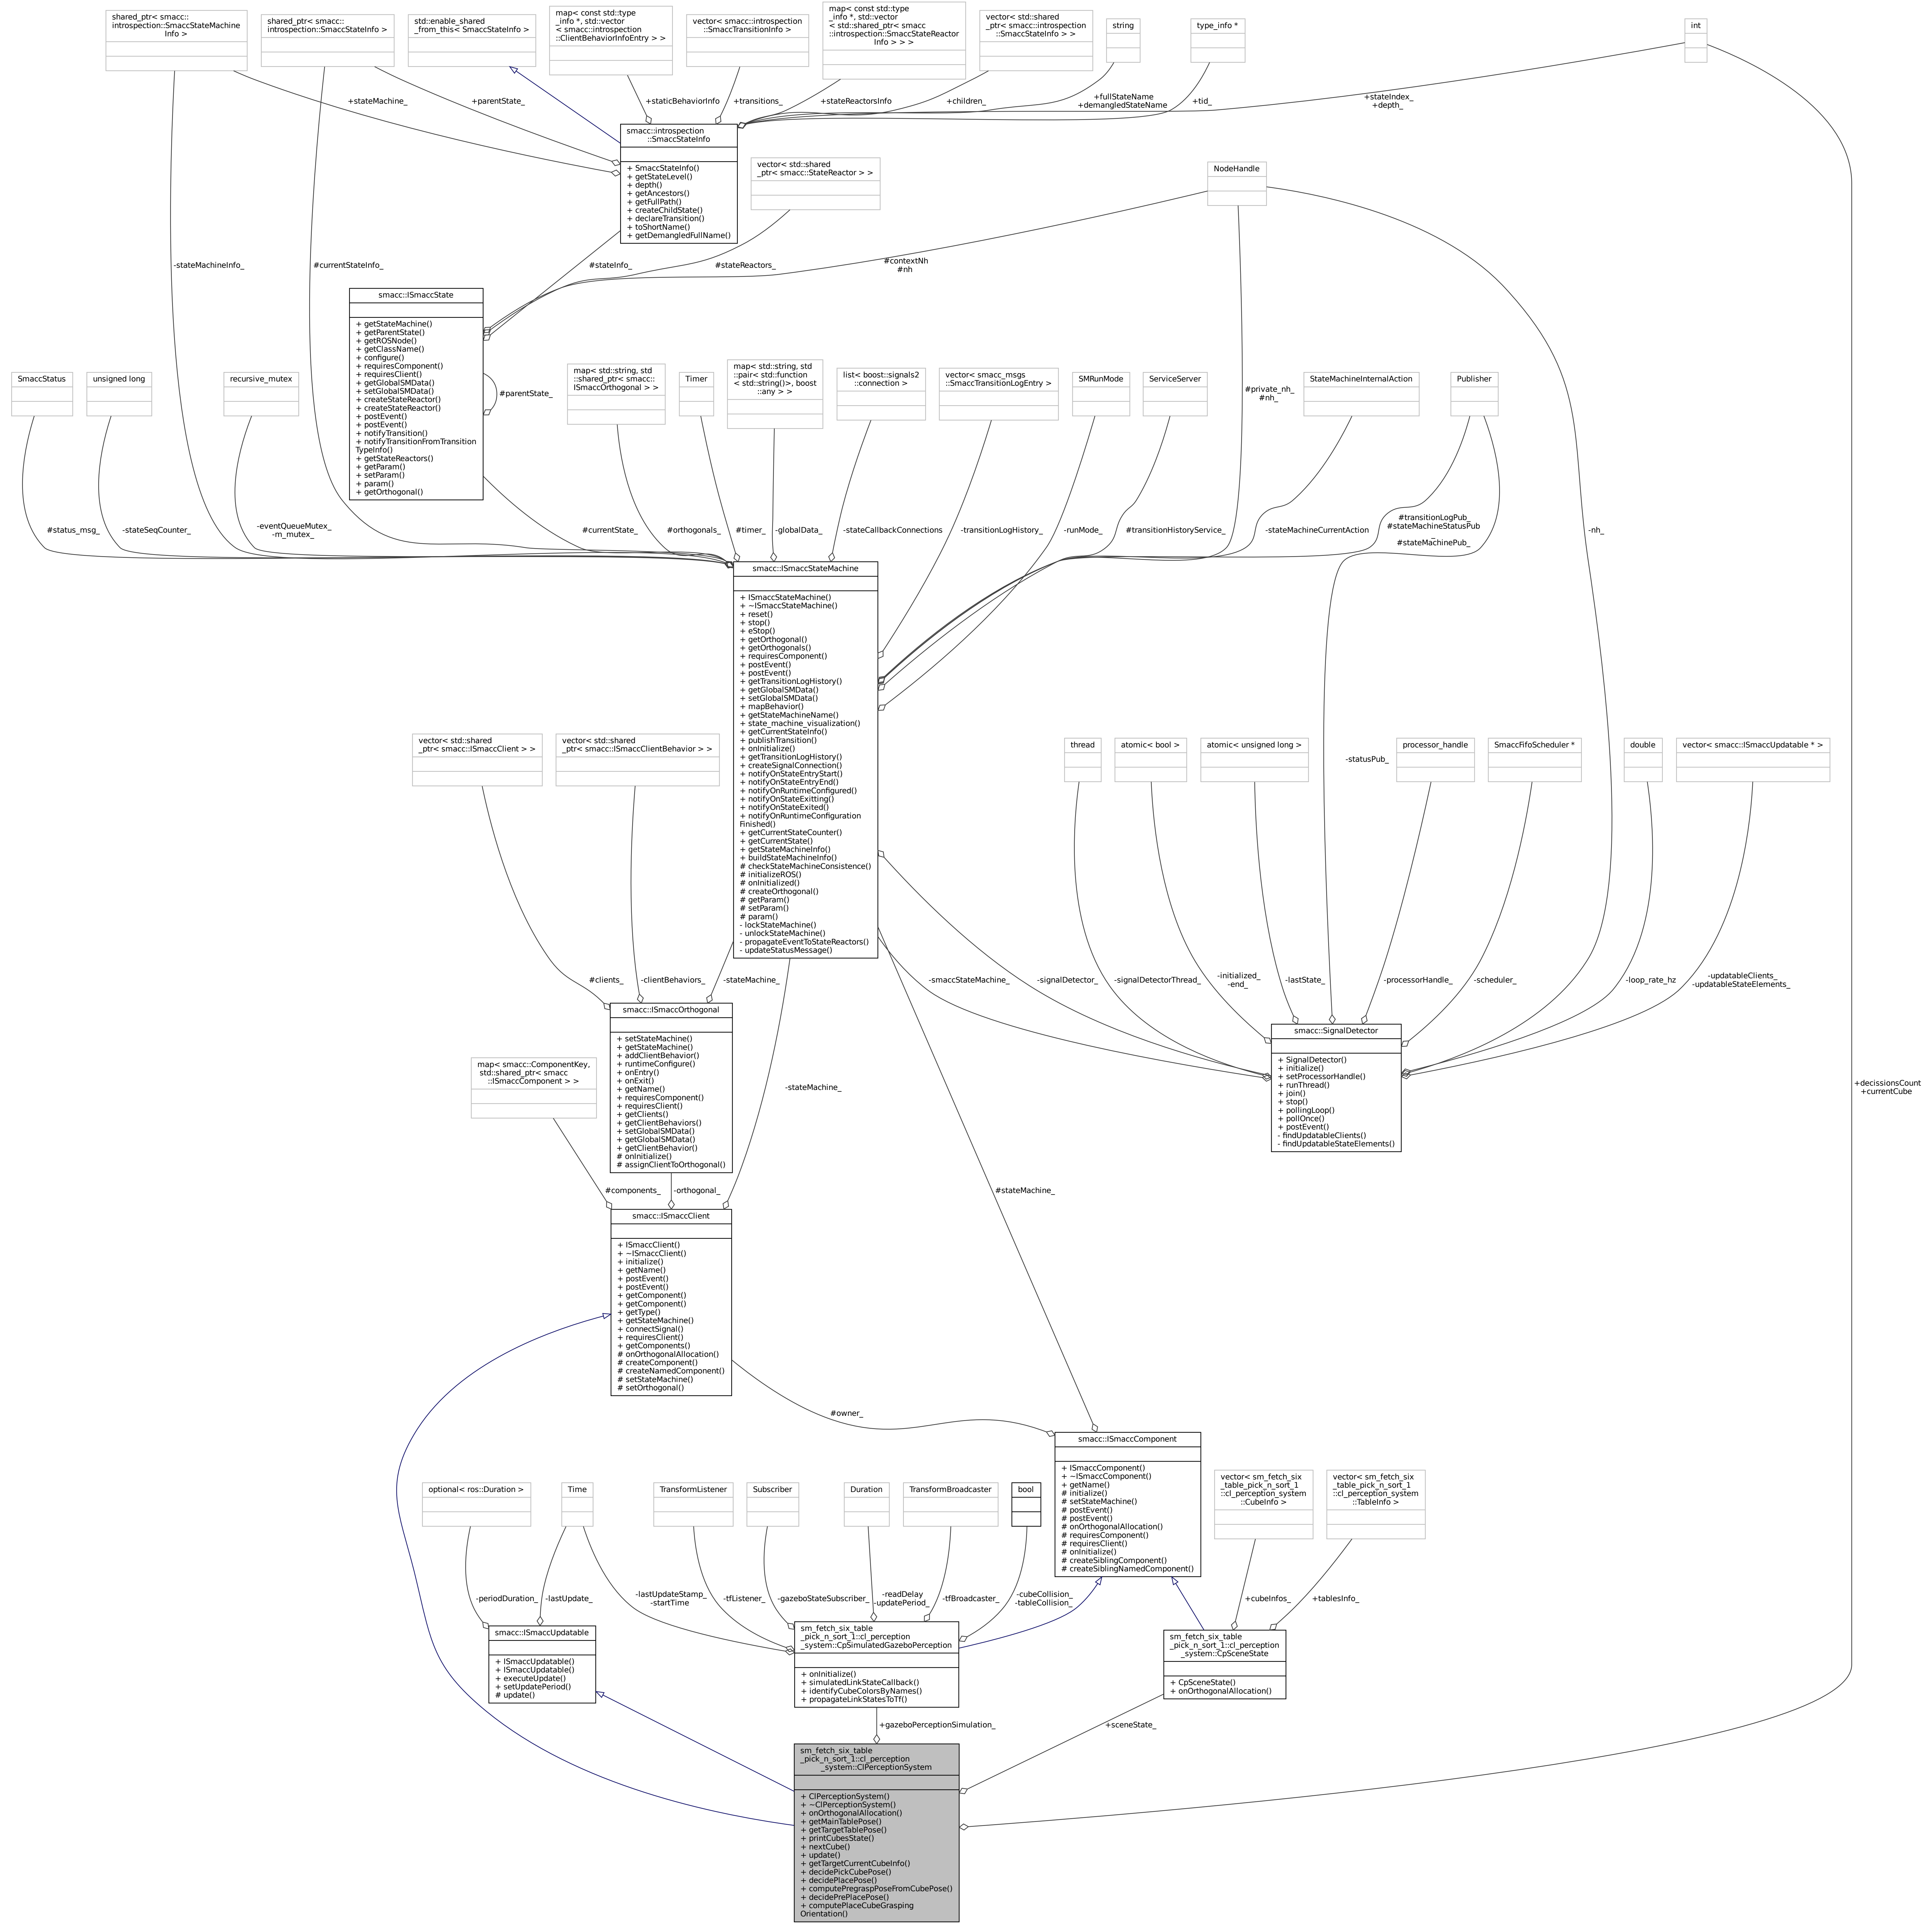 shared_ptr< smacc::
introspection::SmaccStateMachine
Info >
shared_ptr< smacc::
introspection::SmaccStateInfo >
std::enable_shared
_from_this< SmaccStateInfo >
map< const std::type
_info *, std::vector
< smacc::introspection
::ClientBehaviorInfoEntry > >
vector< smacc::introspection
::SmaccTransitionInfo >
map< const std::type
_info *, std::vector
< std::shared_ptr< smacc
::introspection::SmaccStateReactor
Info > > >
vector< std::shared
_ptr< smacc::introspection
::SmaccStateInfo > >
string
type_info *
int
+stateMachine_
+parentState_
+staticBehaviorInfo
+transitions_
+stateReactorsInfo
+children_
+fullStateName
+demangledStateName
+tid_
+stateIndex_
+depth_
smacc::introspection
::SmaccStateInfo
+ SmaccStateInfo()
+ getStateLevel()
+ depth()
+ getAncestors()
+ getFullPath()
+ createChildState()
+ declareTransition()
+ toShortName()
+ getDemangledFullName()
vector< std::shared
_ptr< smacc::StateReactor > >
NodeHandle
-stateMachineInfo_
#currentStateInfo_
#stateInfo_
#stateReactors_
#contextNh
#nh
smacc::ISmaccState
+ getStateMachine()
+ getParentState()
+ getROSNode()
+ getClassName()
+ configure()
+ requiresComponent()
+ requiresClient()
+ getGlobalSMData()
+ setGlobalSMData()
+ createStateReactor()
+ createStateReactor()
+ postEvent()
+ postEvent()
+ notifyTransition()
+ notifyTransitionFromTransition
TypeInfo()
+ getStateReactors()
+ getParam()
+ setParam()
+ param()
+ getOrthogonal()
#parentState_
SmaccStatus
unsigned long
recursive_mutex
map< std::string, std
::shared_ptr< smacc::
ISmaccOrthogonal > >
Timer
map< std::string, std
::pair< std::function
< std::string()>, boost
::any > >
list< boost::signals2
::connection >
vector< smacc_msgs
::SmaccTransitionLogEntry >
SMRunMode
ServiceServer
#private_nh_
#nh_
StateMachineInternalAction
Publisher
#status_msg_
-stateSeqCounter_
-eventQueueMutex_
-m_mutex_
#currentState_
#orthogonals_
#timer_
-globalData_
-stateCallbackConnections
-transitionLogHistory_
-runMode_
#transitionHistoryService_
-stateMachineCurrentAction
#transitionLogPub_
#stateMachineStatusPub
_
#stateMachinePub_
-nh_
smacc::ISmaccStateMachine
+ ISmaccStateMachine()
+ ~ISmaccStateMachine()
+ reset()
+ stop()
+ eStop()
+ getOrthogonal()
+ getOrthogonals()
+ requiresComponent()
+ postEvent()
+ postEvent()
+ getTransitionLogHistory()
+ getGlobalSMData()
+ setGlobalSMData()
+ mapBehavior()
+ getStateMachineName()
+ state_machine_visualization()
+ getCurrentStateInfo()
+ publishTransition()
+ onInitialize()
+ getTransitionLogHistory()
+ createSignalConnection()
+ notifyOnStateEntryStart()
+ notifyOnStateEntryEnd()
+ notifyOnRuntimeConfigured()
+ notifyOnStateExitting()
+ notifyOnStateExited()
+ notifyOnRuntimeConfiguration
Finished()
+ getCurrentStateCounter()
+ getCurrentState()
+ getStateMachineInfo()
+ buildStateMachineInfo()
# checkStateMachineConsistence()
# initializeROS()
# onInitialized()
# createOrthogonal()
# getParam()
# setParam()
# param()
- lockStateMachine()
- unlockStateMachine()
- propagateEventToStateReactors()
- updateStatusMessage()
vector< std::shared
_ptr< smacc::ISmaccClient > >
vector< std::shared
_ptr< smacc::ISmaccClientBehavior > >
thread
atomic< bool >
atomic< unsigned long >
-statusPub_
processor_handle
SmaccFifoScheduler *
double
vector< smacc::ISmaccUpdatable * >
#clients_
-clientBehaviors_
-stateMachine_
-smaccStateMachine_
-signalDetector_
-signalDetectorThread_
-initialized_
-end_
-lastState_
-processorHandle_
-scheduler_
-loop_rate_hz
-updatableClients_
-updatableStateElements_
smacc::ISmaccOrthogonal
+ setStateMachine()
+ getStateMachine()
+ addClientBehavior()
+ runtimeConfigure()
+ onEntry()
+ onExit()
+ getName()
+ requiresComponent()
+ requiresClient()
+ getClients()
+ getClientBehaviors()
+ setGlobalSMData()
+ getGlobalSMData()
+ getClientBehavior()
# onInitialize()
# assignClientToOrthogonal()
smacc::SignalDetector
+ SignalDetector()
+ initialize()
+ setProcessorHandle()
+ runThread()
+ join()
+ stop()
+ pollingLoop()
+ pollOnce()
+ postEvent()
- findUpdatableClients()
- findUpdatableStateElements()
map< smacc::ComponentKey,
std::shared_ptr< smacc
::ISmaccComponent > >
-stateMachine_
+decissionsCount
+currentCube
#components_
-orthogonal_
#stateMachine_
smacc::ISmaccClient
+ ISmaccClient()
+ ~ISmaccClient()
+ initialize()
+ getName()
+ postEvent()
+ postEvent()
+ getComponent()
+ getComponent()
+ getType()
+ getStateMachine()
+ connectSignal()
+ requiresClient()
+ getComponents()
# onOrthogonalAllocation()
# createComponent()
# createNamedComponent()
# setStateMachine()
# setOrthogonal()
#owner_
smacc::ISmaccComponent
+ ISmaccComponent()
+ ~ISmaccComponent()
+ getName()
# initialize()
# setStateMachine()
# postEvent()
# postEvent()
# onOrthogonalAllocation()
# requiresComponent()
# requiresClient()
# onInitialize()
# createSiblingComponent()
# createSiblingNamedComponent()
optional< ros::Duration >
Time
TransformListener
Subscriber
Duration
TransformBroadcaster
bool
vector< sm_fetch_six
_table_pick_n_sort_1
::cl_perception_system
::CubeInfo >
vector< sm_fetch_six
_table_pick_n_sort_1
::cl_perception_system
::TableInfo >
-periodDuration_
-lastUpdate_
-lastUpdateStamp_
-startTime
-tfListener_
-gazeboStateSubscriber_
-readDelay
-updatePeriod_
-tfBroadcaster_
-cubeCollision_
-tableCollision_
+cubeInfos_
+tablesInfo_
smacc::ISmaccUpdatable
+ ISmaccUpdatable()
+ ISmaccUpdatable()
+ executeUpdate()
+ setUpdatePeriod()
# update()
sm_fetch_six_table
_pick_n_sort_1::cl_perception
_system::CpSimulatedGazeboPerception
+ onInitialize()
+ simulatedLinkStateCallback()
+ identifyCubeColorsByNames()
+ propagateLinkStatesToTf()
sm_fetch_six_table
_pick_n_sort_1::cl_perception
_system::CpSceneState
+ CpSceneState()
+ onOrthogonalAllocation()
+gazeboPerceptionSimulation_
+sceneState_
sm_fetch_six_table
_pick_n_sort_1::cl_perception
_system::ClPerceptionSystem
+ ClPerceptionSystem()
+ ~ClPerceptionSystem()
+ onOrthogonalAllocation()
+ getMainTablePose()
+ getTargetTablePose()
+ printCubesState()
+ nextCube()
+ update()
+ getTargetCurrentCubeInfo()
+ decidePickCubePose()
+ decidePlacePose()
+ computePregraspPoseFromCubePose()
+ decidePrePlacePose()
+ computePlaceCubeGrasping
Orientation()